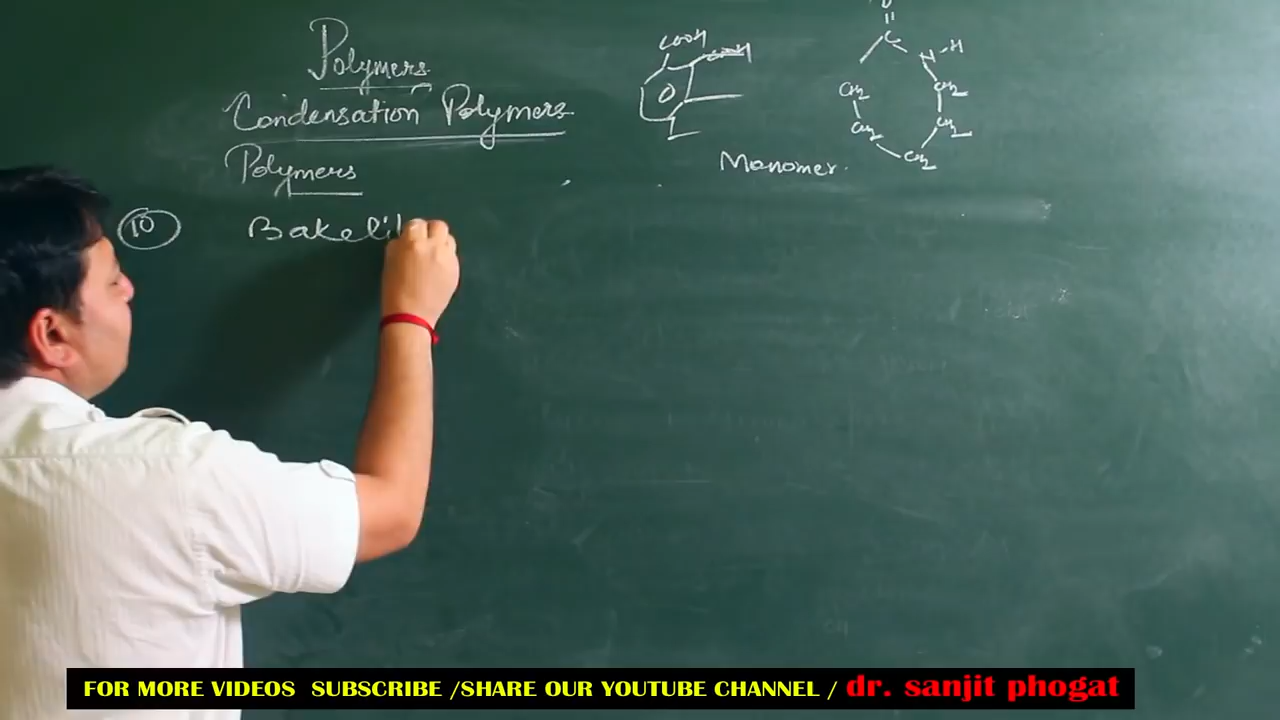 Polymers
Condensation Polymers
Polymers
Monomer.
10 Bakelit
COOH
COOH
O
C
N-H
CH2 CH2
CH2 CH2
CH2
FOR MORE VIDEOS SUBSCRIBE /SHARE OUR YOUTUBE CHANNEL / dr. sanjit phogat